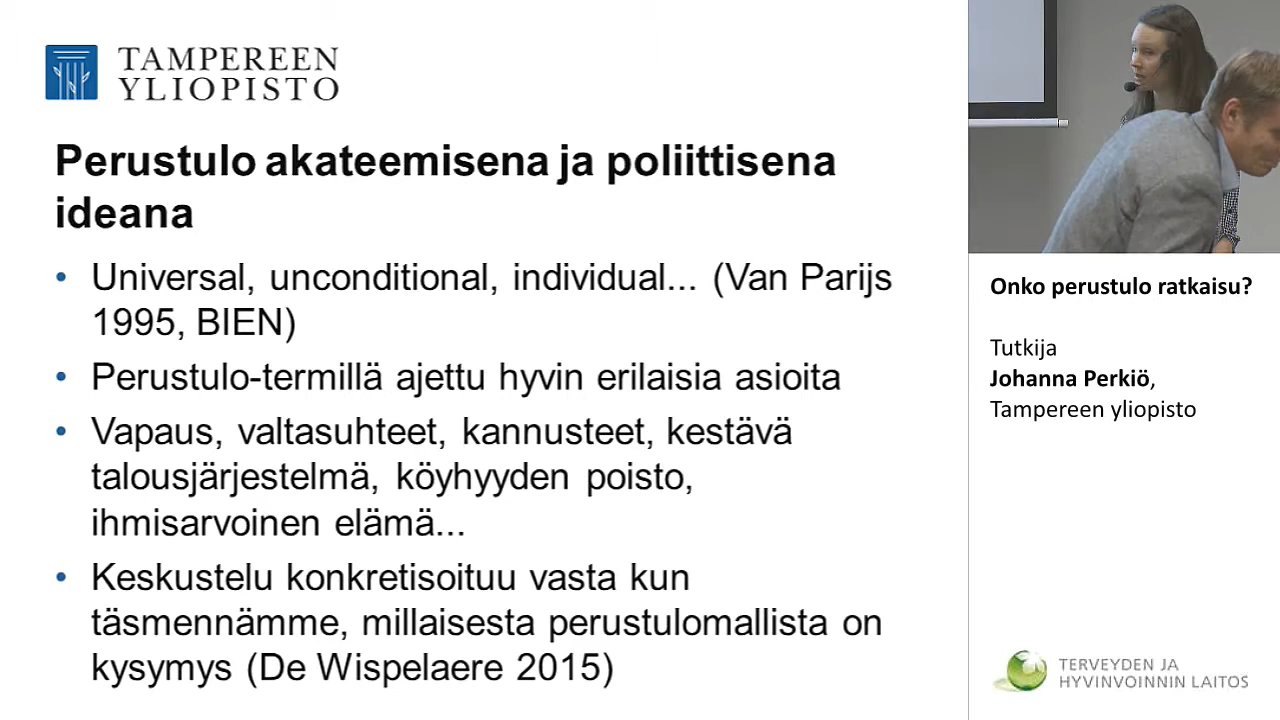 TAMPEREEN
YLIOPISTO
Perustulo akateemisena ja poliittisena
ideana
• Universal, unconditional, individual... (Van Parijs
1995, BIEN)
• Perustulo-termillä ajettu hyvin erilaisia asioita
• Vapaus, valtasuhteet, kannusteet, kestävä
talousjärjestelmä, köyhyyden poisto,
ihmisarvoinen elämä...
• Keskustelu konkretisoituu vasta kun
täsmennämme, millaisesta perustulomallista on
kysymys (De Wispelaere 2015)
Onko perustulo ratkaisu?
Tutkija
Johanna Perkiö,
Tampereen yliopisto
TERVEYDEN JA
HYVINVOINNIN LAITOS